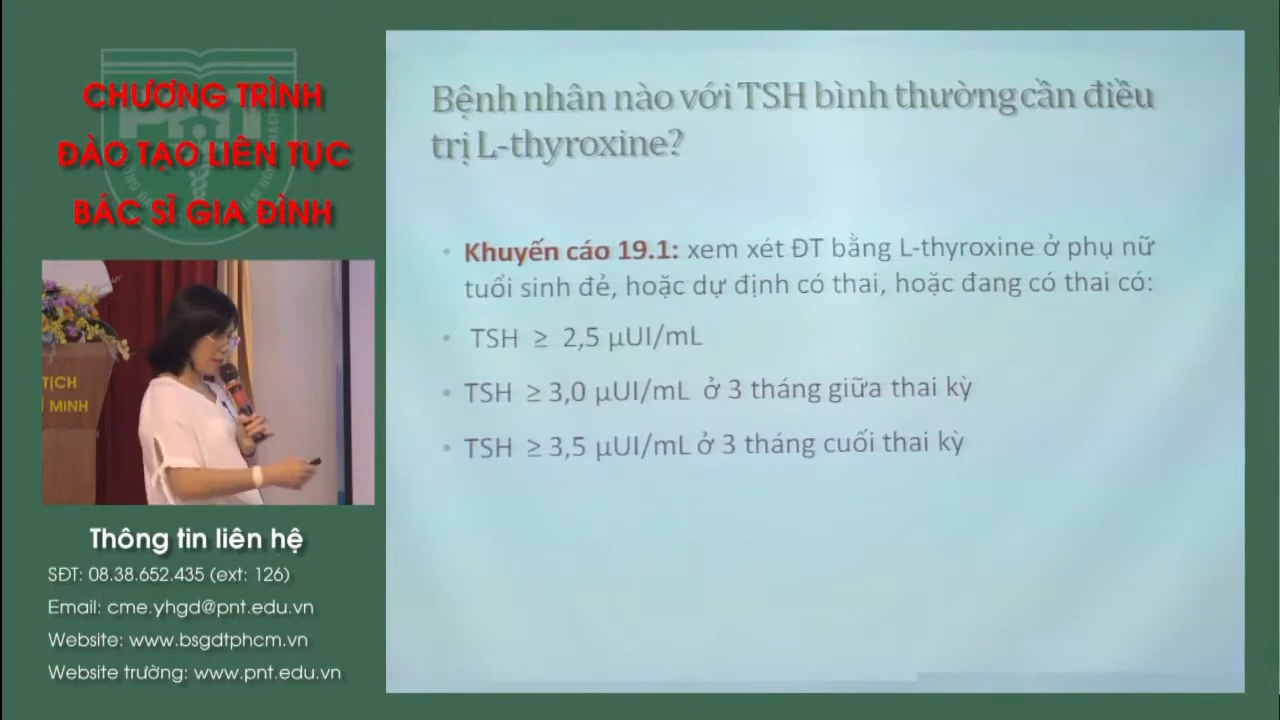 CHƯƠNG TRÌNH
ĐÀO TẠO LIÊN TỤC
BÁC SĨ GIA ĐÌNH
PNT
TỊCH
MINH
Thông tin liên hệ
SĐT: 08.38.652.435 (ext: 126)
Email: cme.yhgd@pnt.edu.vn
Website: www.bsgdtphcm.vn
Website trường: www.pnt.edu.vn
Bệnh nhân nào với TSH bình thường cần điều
trị L-thyroxine?
• Khuyến cáo 19.1: xem xét ĐT bằng L-thyroxine ở phụ nữ
tuổi sinh đẻ, hoặc dự định có thai, hoặc đang có thai có:
• TSH ≥ 2,5 µUI/mL
• TSH ≥ 3,0 µUI/mL ở 3 tháng giữa thai kỳ
• TSH ≥ 3,5 µUI/mL ở 3 tháng cuối thai kỳ